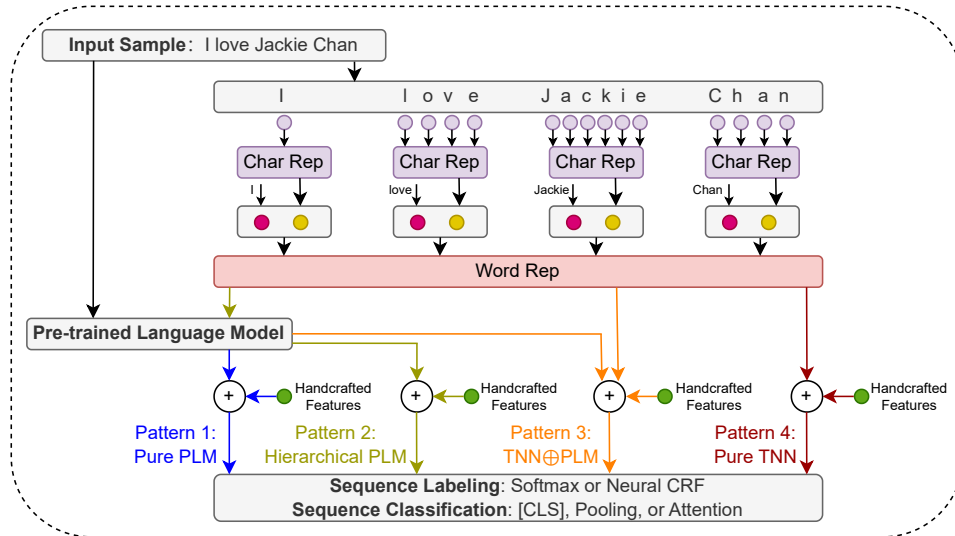 Input Sample: I love Jackie Chan
I l o v e J a c k i e C h a n
Char Rep Char Rep Char Rep Char Rep
I love Jackie Chan
Word Rep
Pre-trained Language Model
+ Handcrafted Features + Handcrafted Features + Handcrafted Features + Handcrafted Features
Pattern 1:
Pure PLM
Pattern 2:
Hierarchical PLM
Pattern 3:
TNN⊕PLM
Pattern 4:
Pure TNN
Sequence Labeling: Softmax or Neural CRF
Sequence Classification: [CLS], Pooling, or Attention